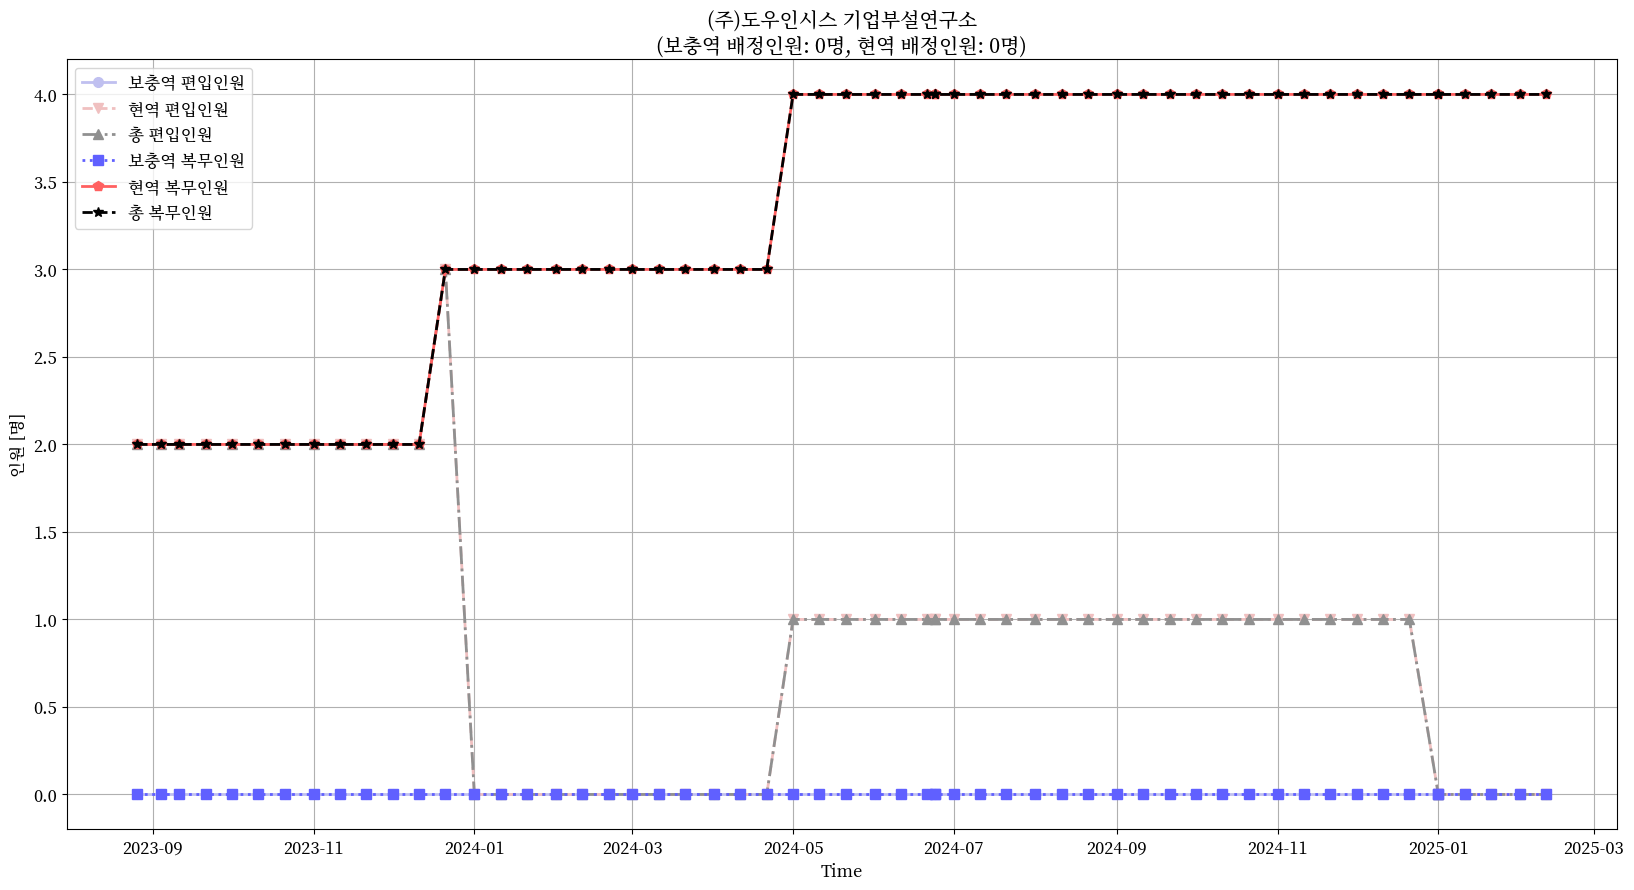 (주)도우인시스 기업부설연구소
(보충역 배정인원: 0명, 현역 배정인원: 0명)
보충역 편입인원
현역 편입인원
총 편입인원
보충역 복무인원
현역 복무인원
총 복무인원
4.0
3.5
3.0
2.5
2.0
1.5
1.0
0.5
0.0
인원 [명]
2023-09 2023-11 2024-01 2024-03 2024-05 2024-07 2024-09 2024-11 2025-01 2025-03
Time